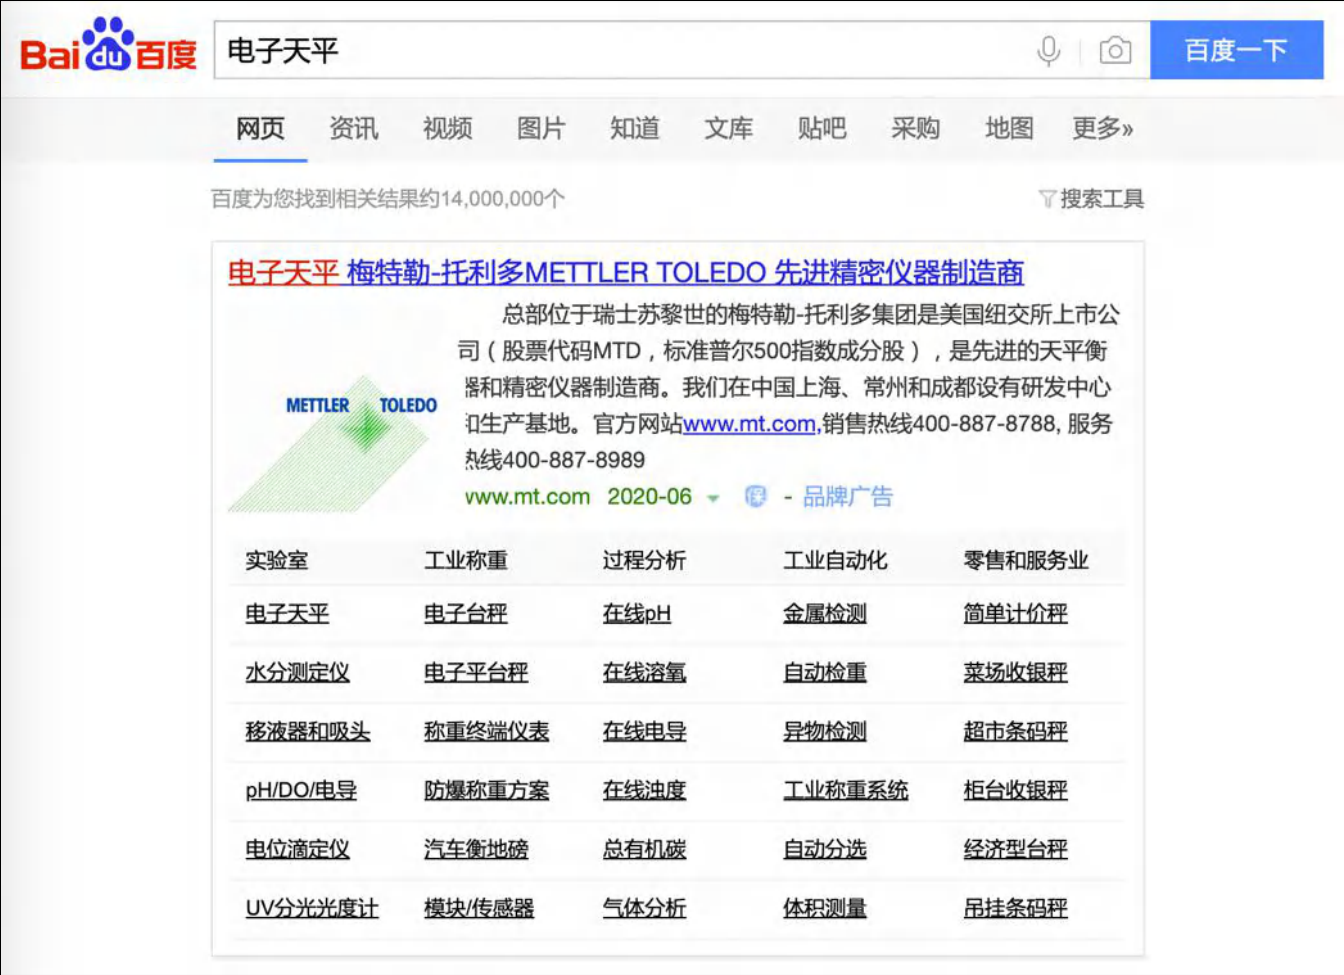 Bai du 百度
电子天平
百度一下
网页 资讯 视频 图片 知道 文库 贴吧 采购 地图 更多»
百度为您找到相关结果约14,000,000个
搜索工具
电子天平 梅特勒-托利多METTLER TOLEDO 先进精密仪器制造商
METTLER TOLEDO
总部位于瑞士苏黎世的梅特勒-托利多集团是美国纽交所上市公
司（股票代码MTD，标准普尔500指数成分股），是先进的天平衡
器和精密仪器制造商。我们在中国上海、常州和成都设有研发中心
和生产基地。官方网站www.mt.com,销售热线400-887-8788, 服务
热线400-887-8989
www.mt.com 2020-06 保 - 品牌广告
实验室 工业称重 过程分析 工业自动化 零售和服务业
电子天平 电子台秤 在线pH 金属检测 简单计价秤
水分测定仪 电子平台秤 在线溶氧 自动检重 菜场收银秤
移液器和吸头 称重终端仪表 在线电导 异物检测 超市条码秤
pH/DO/电导 防爆称重方案 在线浊度 工业称重系统 柜台收银秤
电位滴定仪 汽车衡地磅 总有机碳 自动分选 经济型台秤
UV分光光度计 模块/传感器 气体分析 体积测量 吊挂条码秤